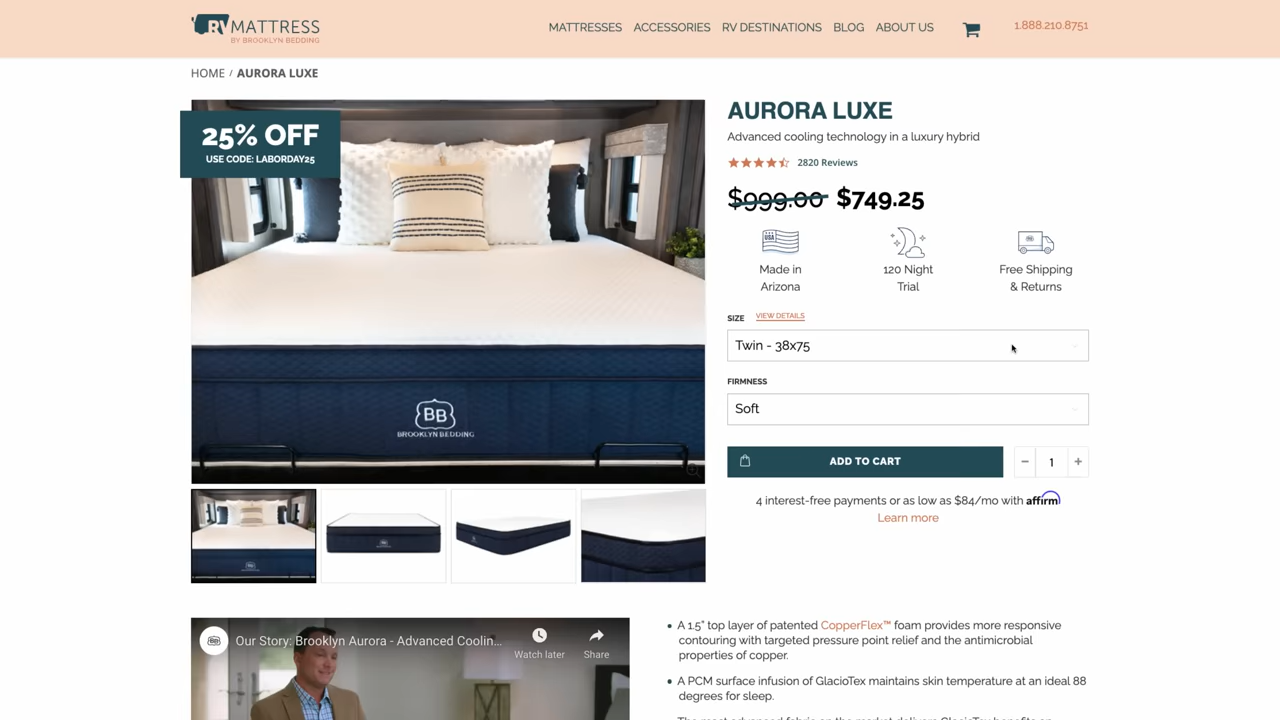 RV MATTRESS
BY BROOKLYN BEDDING
MATTRESSES ACCESSORIES RV DESTINATIONS BLOG ABOUT US
1.888.210.8751
HOME / AURORA LUXE
25% OFF
USE CODE: LABORDAY25
BB
BROOKLYN BEDDING
AURORA LUXE
Advanced cooling technology in a luxury hybrid
2820 Reviews
$999.00 $749.25
USA
Made in
Arizona
120 Night
Trial
Free Shipping
& Returns
SIZE VIEW DETAILS
Twin - 38x75
FIRMNESS
Soft
ADD TO CART
− 1 +
4 interest-free payments or as low as $84/mo with affirm
Learn more
Our Story: Brooklyn Aurora - Advanced Coolin...
Watch later
Share
• A 1.5" top layer of patented CopperFlex™ foam provides more responsive
contouring with targeted pressure point relief and the antimicrobial
properties of copper.
• A PCM surface infusion of GlacioTex maintains skin temperature at an ideal 88
degrees for sleep.